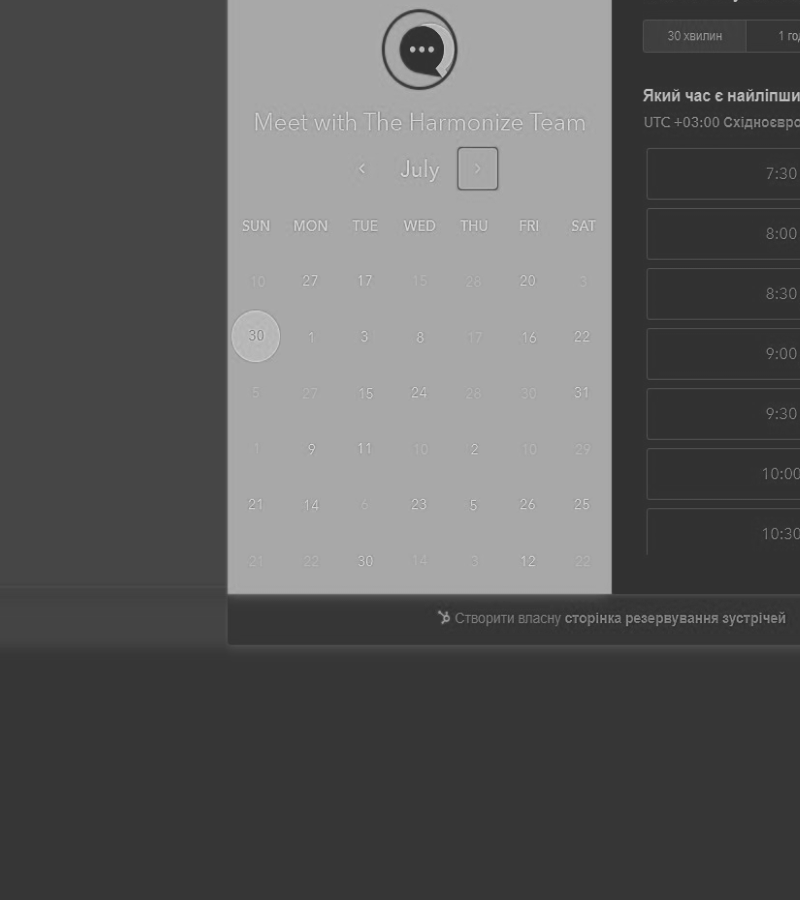 Meet with The Harmonize Team
July
SUN MON TUE WED THU FRI SAT
10 27 17 15 28 20 3
30 1 3 8 17 16 22
5 27 15 24 28 30 31
1 9 11 10 2 10 29
21 14 6 23 5 26 25
21 22 30 14 3 12 22
30 хвилин
1 год
Який час є найліпши
UTC +03:00 Східноєвро
7:30
8:00
8:30
9:00
9:30
10:00
10:30
Створити власну сторінка резервування зустрічей